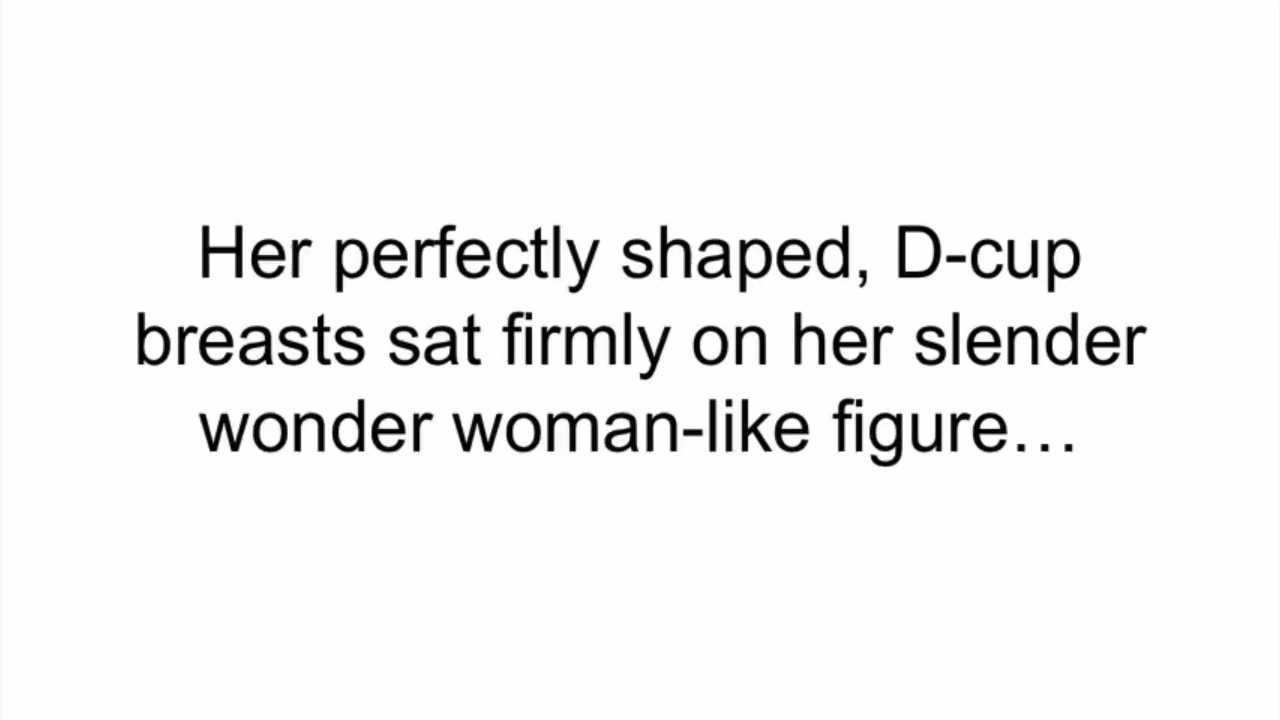 Her perfectly shaped, D-cup
breasts sat firmly on her slender
wonder woman-like figure…